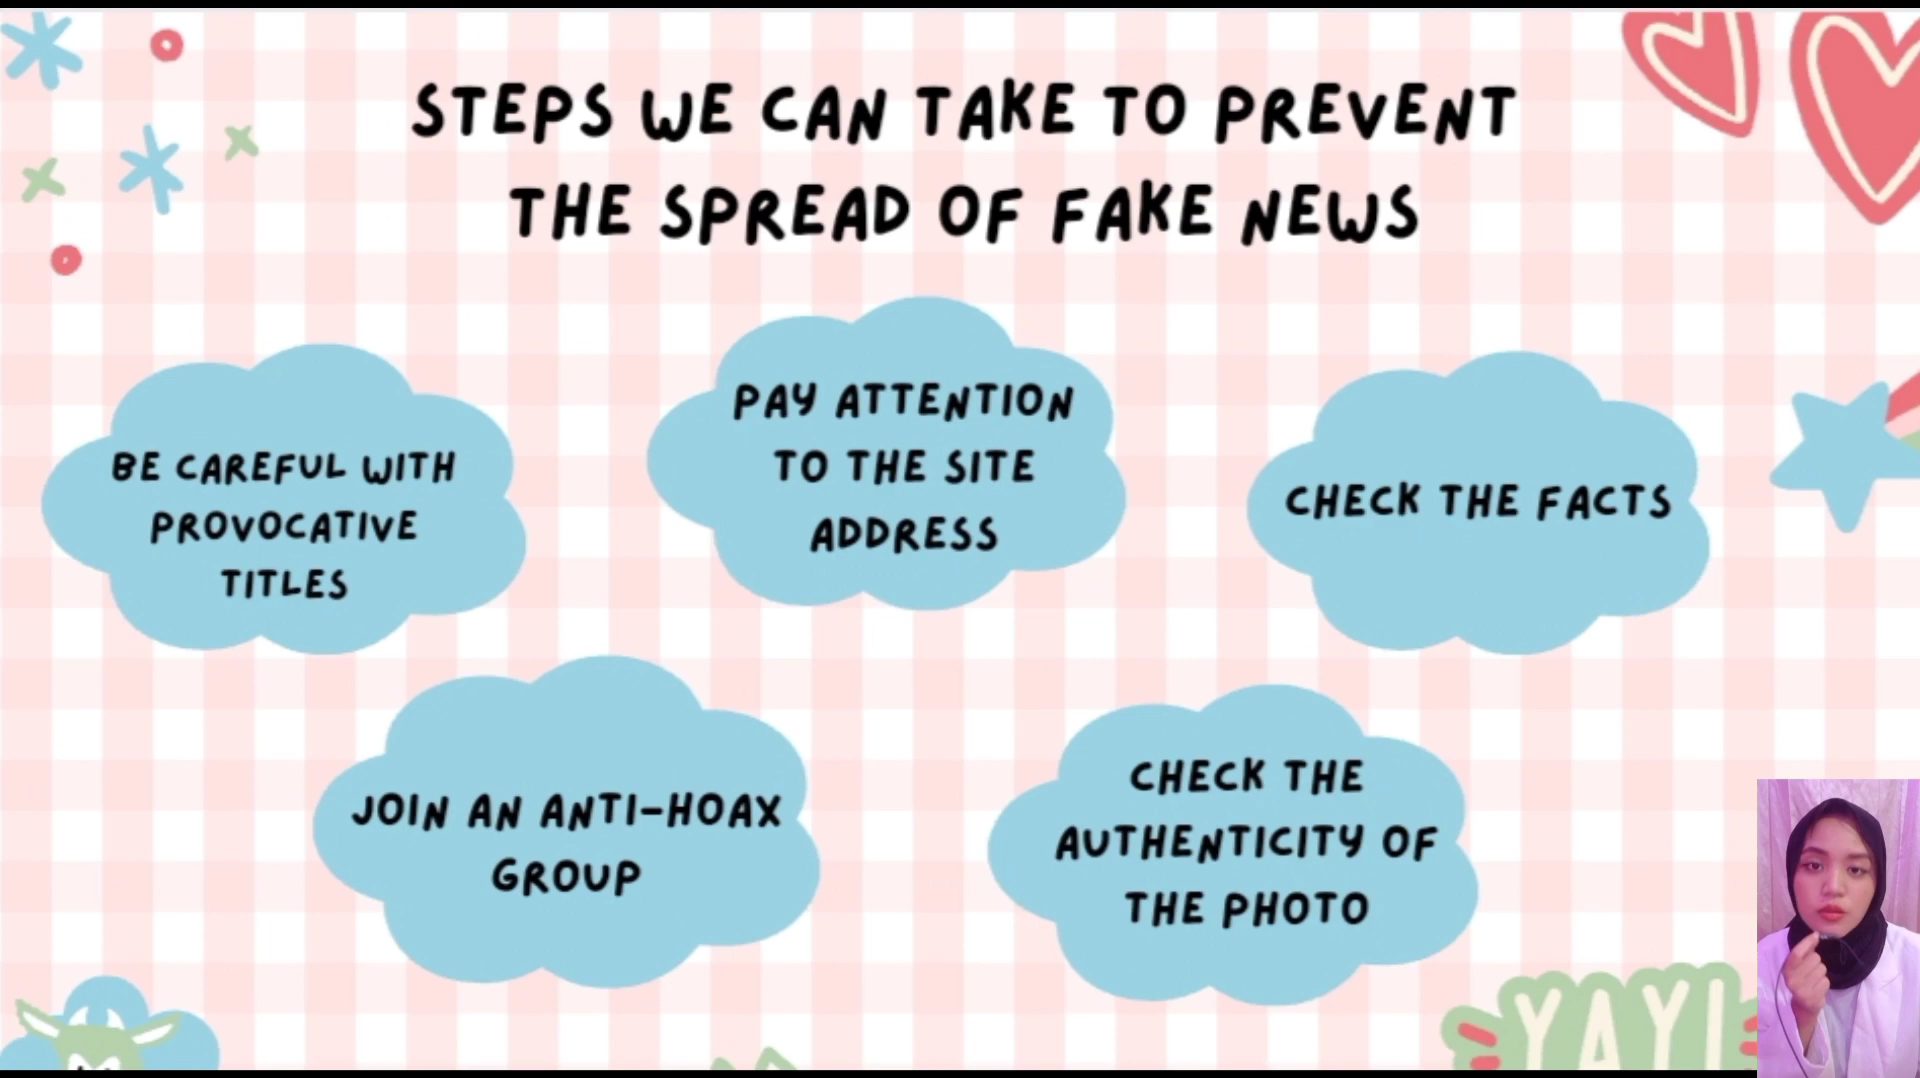 STEPS WE CAN TAKE TO PREVENT
THE SPREAD OF FAKE NEWS
BE CAREFUL WITH
PROVOCATIVE
TITLES
PAY ATTENTION
TO THE SITE
ADDRESS
CHECK THE FACTS
JOIN AN ANTI-HOAX
GROUP
CHECK THE
AUTHENTICITY OF
THE PHOTO
YAY!